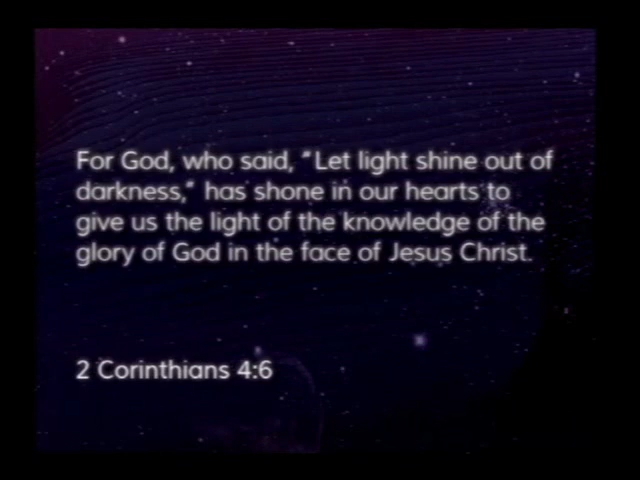 For God, who said, "Let light shine out of
darkness," has shone in our hearts to
give us the light of the knowledge of the
glory of God in the face of Jesus Christ.
2 Corinthians 4:6